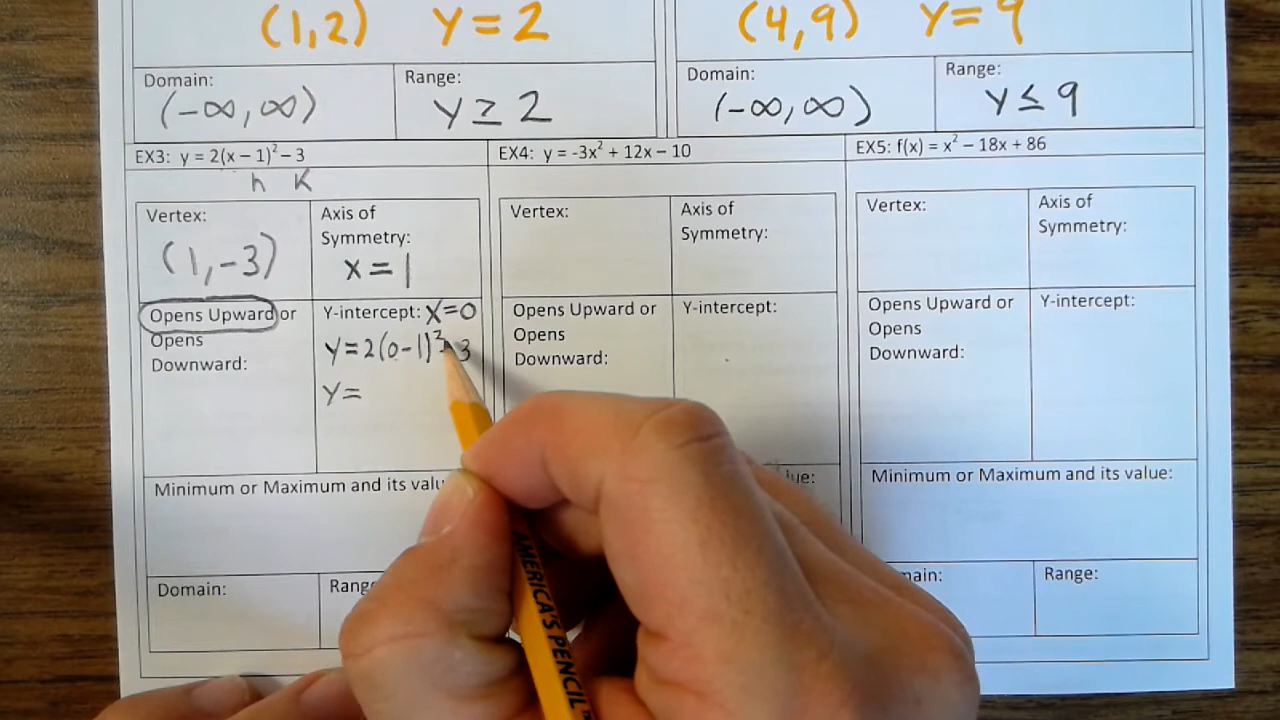 (1,2) y=2
(4,9) y=9
Domain:
(-∞,∞)
Range:
y≥2
Domain:
(-∞,∞)
Range:
y≤9
EX3: y = 2(x – 1)² – 3
h K
Vertex:
(1,-3)
Axis of
Symmetry:
x=1
Opens Upward or
Opens
Downward:
Y-intercept: x=0
y=2(0-1)²-3
y=
Minimum or Maximum and its valu
Domain:
Rang
EX4: y = -3x² + 12x – 10
Vertex:
Axis of
Symmetry:
Opens Upward or
Opens
Downward:
Y-intercept:
ue:
EX5: f(x) = x² – 18x + 86
Vertex:
Axis of
Symmetry:
Opens Upward or
Opens
Downward:
Y-intercept:
Minimum or Maximum and its value:
main:
Range:
AMERICA'S PENCIL™